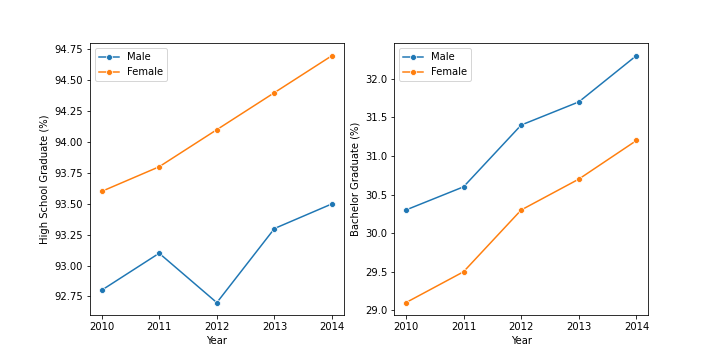 High School Graduate (%)
94.75
94.50
94.25
94.00
93.75
93.50
93.25
93.00
92.75
Male
Female
2010 2011 2012 2013 2014
Year
Bachelor Graduate (%)
32.0
31.5
31.0
30.5
30.0
29.5
29.0
Male
Female
2010 2011 2012 2013 2014
Year